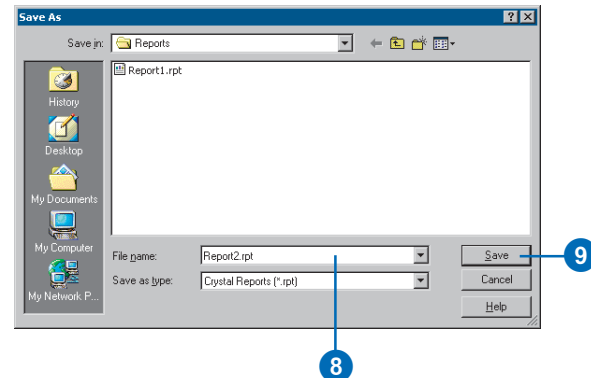 Save As
Save in: Reports
Report1.rpt
History
Desktop
My Documents
My Computer
My Network P...
File name: Report2.rpt Save 9
Save as type: Crystal Reports (*.rpt) Cancel
Help
8